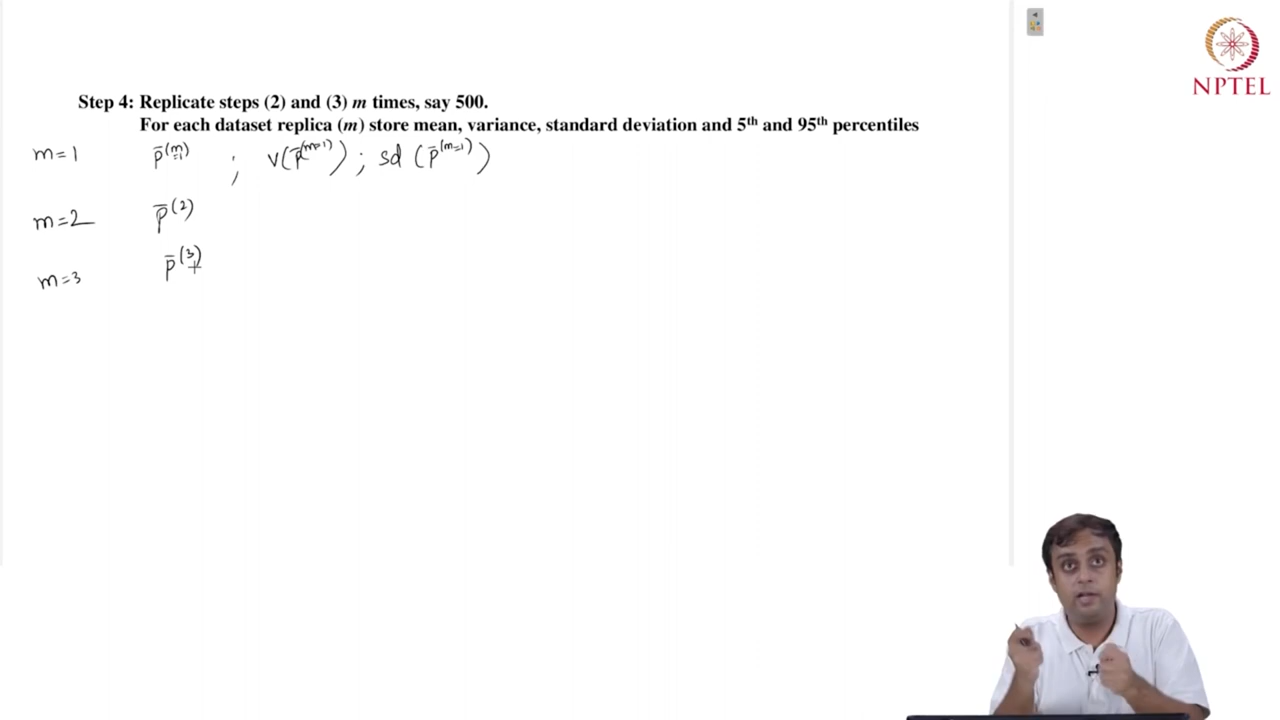 NPTEL
Step 4: Replicate steps (2) and (3) m times, say 500.
For each dataset replica (m) store mean, variance, standard deviation and 5th and 95th percentiles
m=1 p̄^(m=1) ; v(p̄^(m=1)) ; sd (p̄^(m=1))
m=2 p̄^(2)
m=3 p̄^(3)